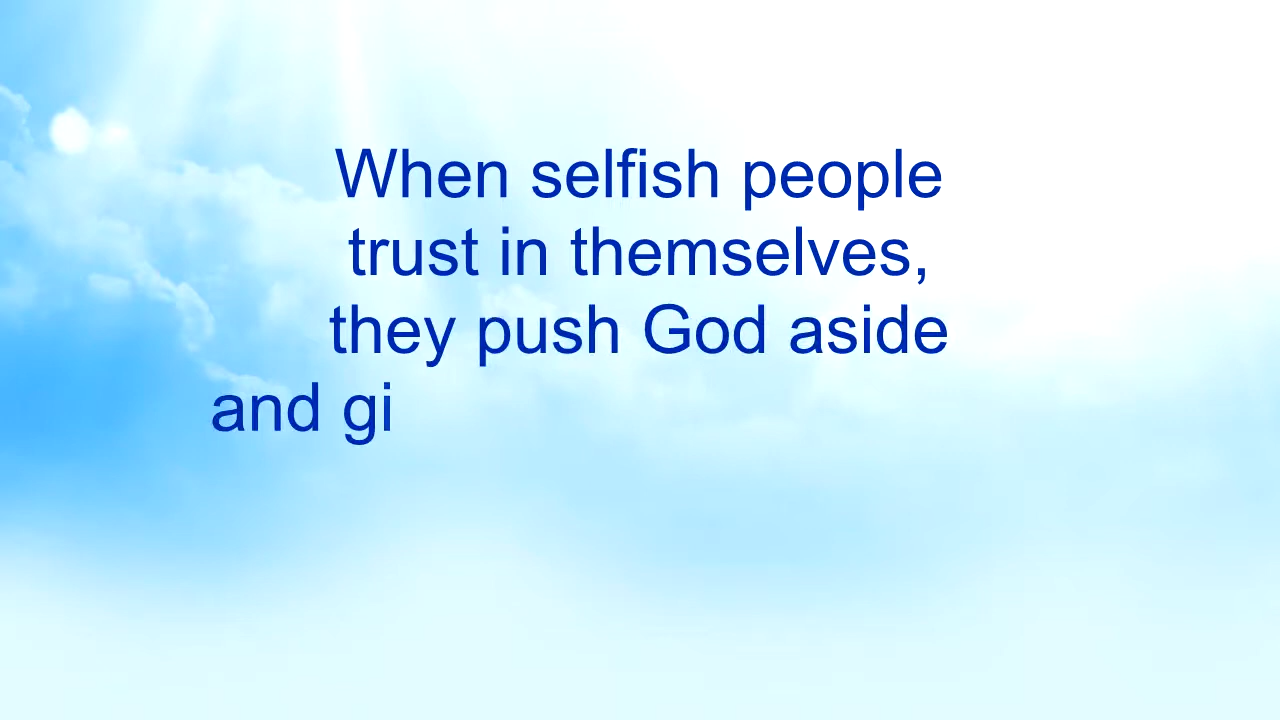 When selfish people
trust in themselves,
they push God aside
and gi